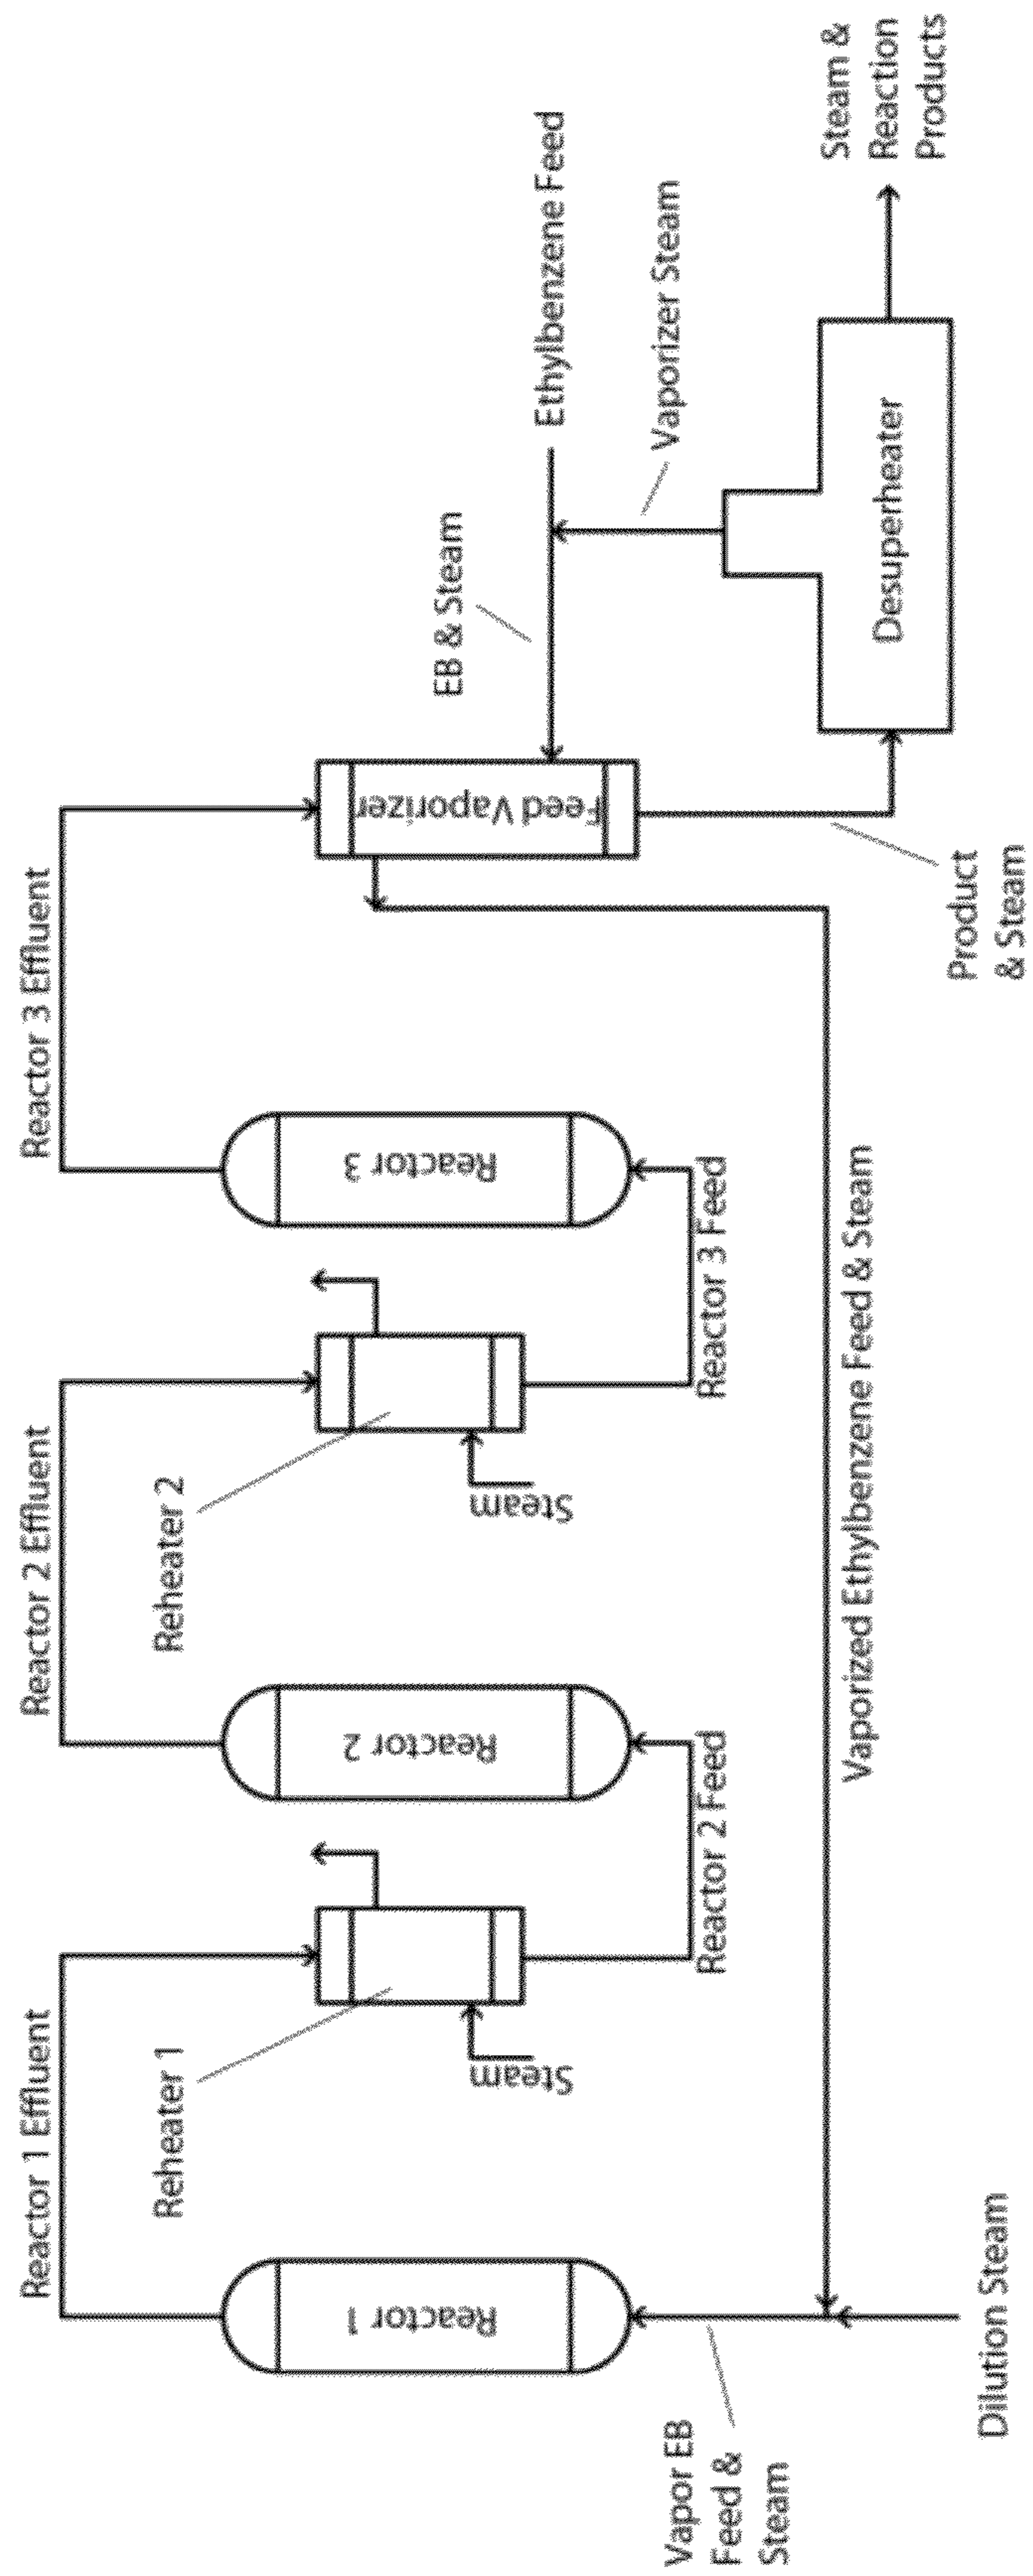 Reactor 1 Effluent
Reactor 2 Effluent
Reactor 3 Effluent
Reheater 1
Reheater 2
Reactor 1
Steam
Reactor 2
Steam
Reactor 3
Feed Vaporizer
EB & Steam
Ethylbenzene Feed
Vaporizer Steam
Vapor EB
Feed &
Steam
Reactor 2 Feed
Reactor 3 Feed
Vaporized Ethylbenzene Feed & Steam
Desuperheater
Steam &
Reaction
Products
Dilution Steam
Product
& Steam